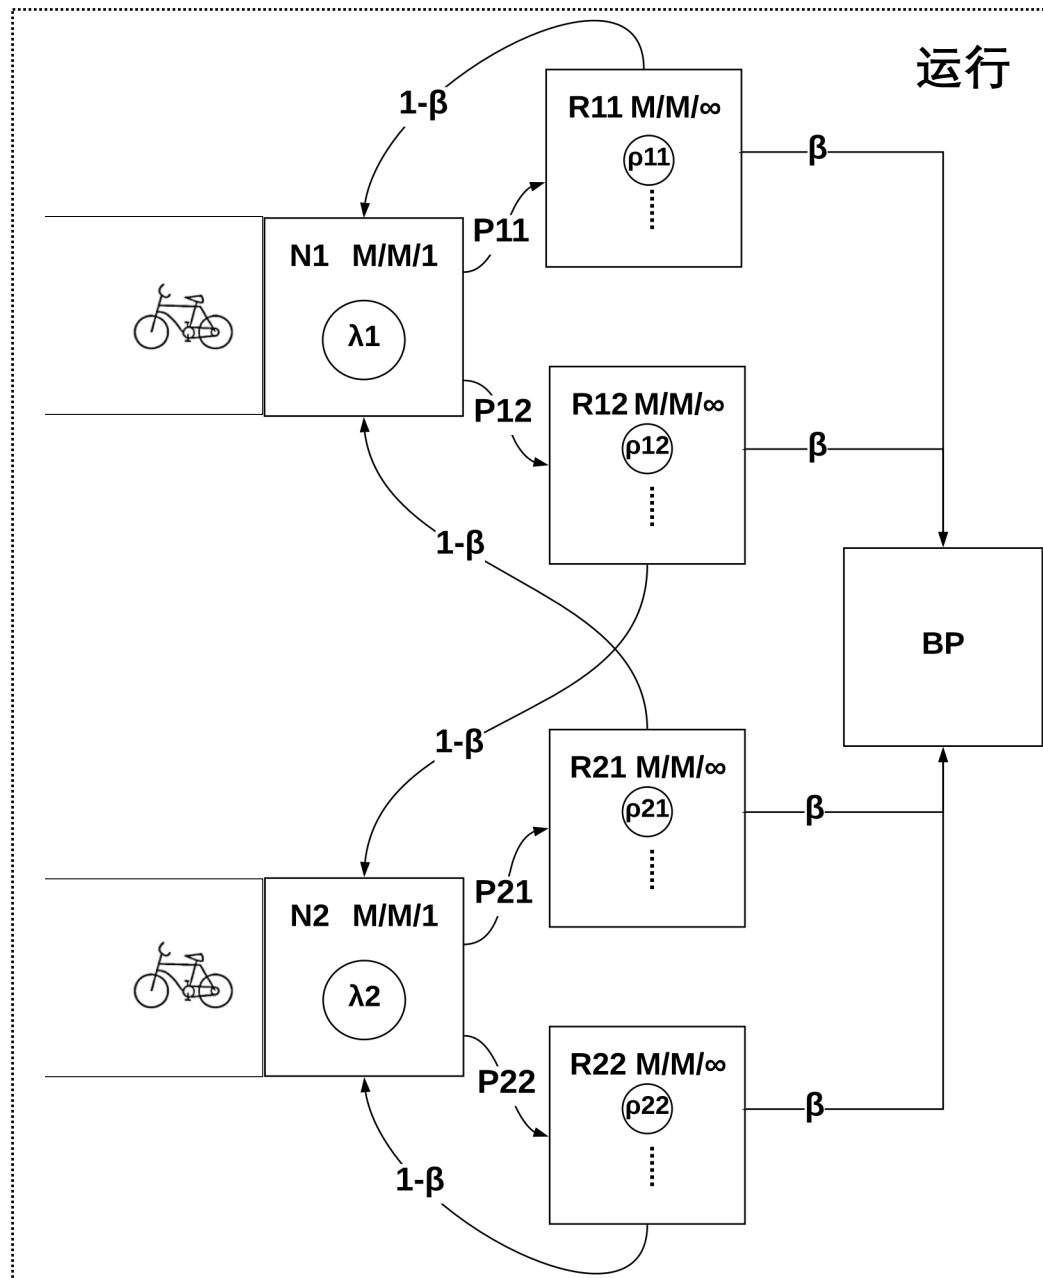 运行
1-β
R11 M/M/∞
ρ11
β
P11
N1 M/M/1
λ1
P12
R12 M/M/∞
ρ12
β
1-β
BP
1-β
R21 M/M/∞
ρ21
β
P21
N2 M/M/1
λ2
P22
R22 M/M/∞
ρ22
β
1-β